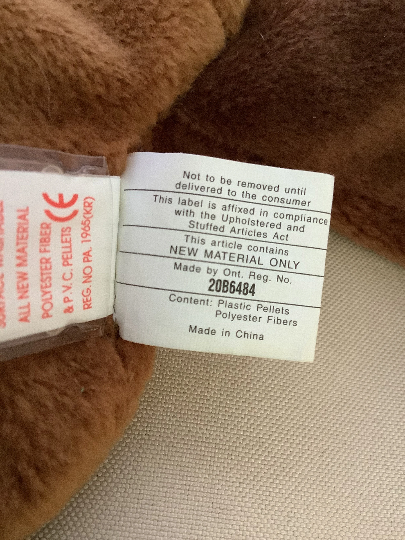 Not to be removed until
delivered to the consumer
This label is affixed in compliance
with the Upholstered and
Stuffed Articles Act
This article contains
NEW MATERIAL ONLY
Made by Ont. Reg. No.
20B6484
Content: Plastic Pellets
Polyester Fibers
Made in China
ALL NEW MATERIAL
POLYESTER FIBER CE
& P.V.C. PELLETS
REG. NO PA. 1965(KR)